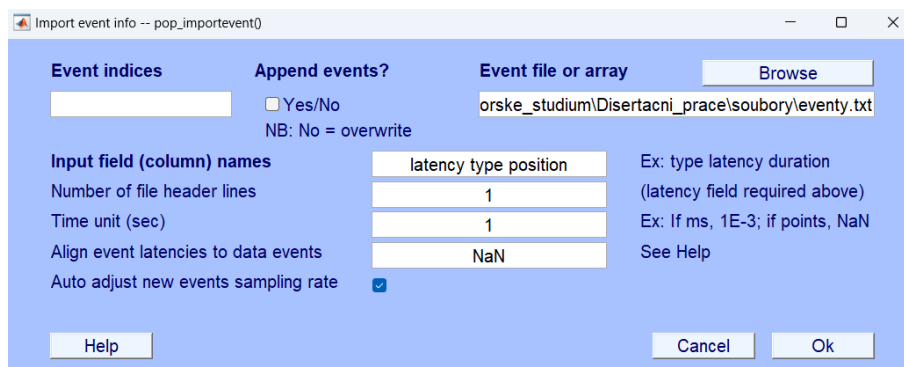 Import event info -- pop_importevent()
Event indices Append events? Event file or array Browse
Yes/No orske_studium\Disertacni_prace\soubory\eventy.txt
NB: No = overwrite
Input field (column) names latency type position Ex: type latency duration
Number of file header lines 1 (latency field required above)
Time unit (sec) 1 Ex: If ms, 1E-3; if points, NaN
Align event latencies to data events NaN See Help
Auto adjust new events sampling rate
Help Cancel Ok